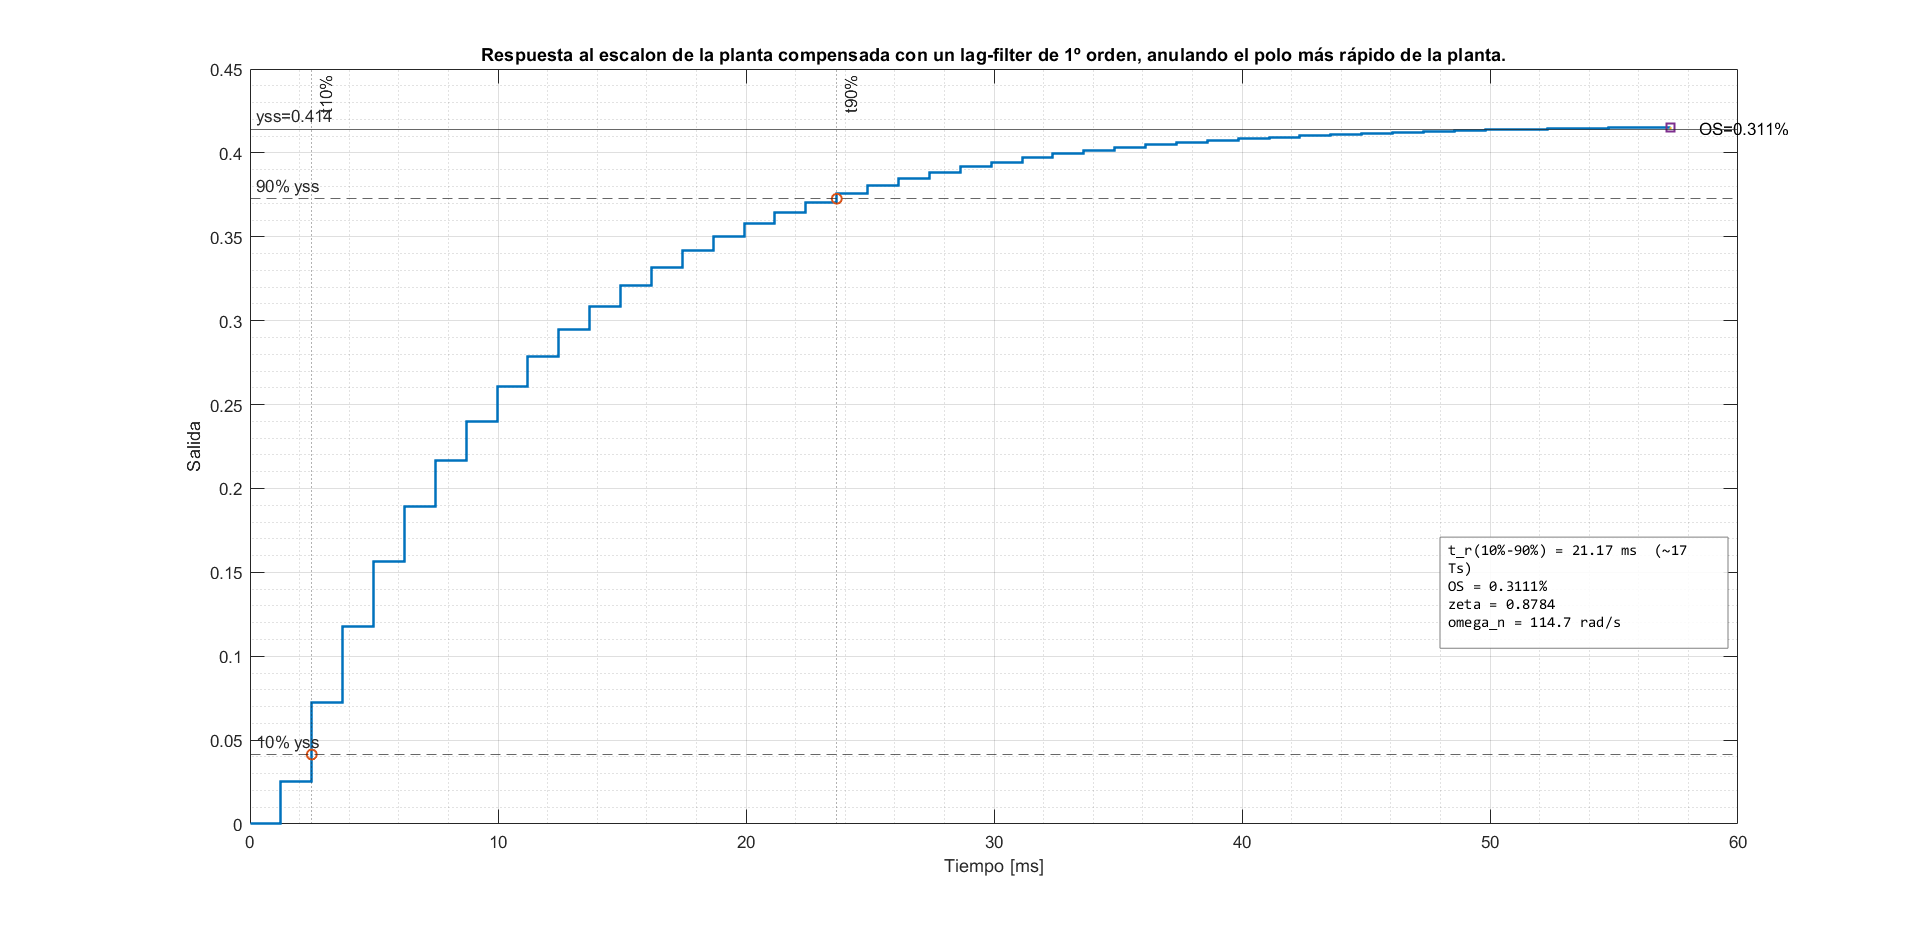 Respuesta al escalon de la planta compensada con un lag-filter de 1º orden, anulando el polo más rápido de la planta.
0.45
t10%
t90%
yss=0.414
OS=0.311%
0.4
90% yss
0.35
0.3
0.25
Salida
0.2
t_r(10%-90%) = 21.17 ms (~17
Ts)
OS = 0.3111%
zeta = 0.8784
omega_n = 114.7 rad/s
0.15
0.1
0.05
10% yss
0
0 10 20 30 40 50 60
Tiempo [ms]